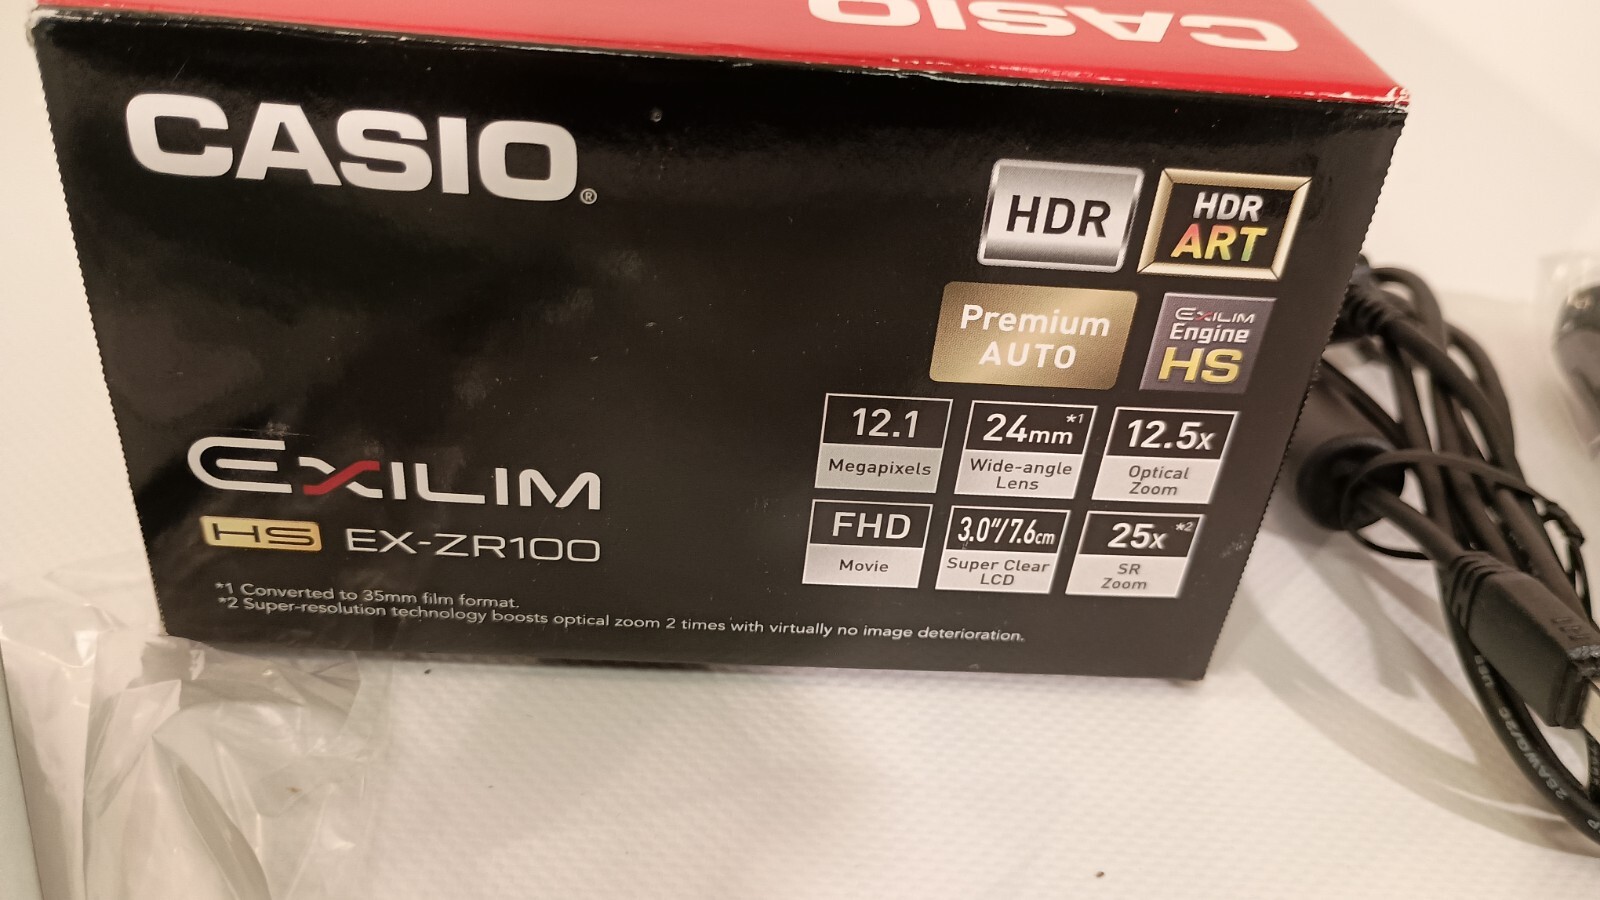 CASIO
CASIO®
HDR
HDR
ART
Premium
AUTO
EXILIM
Engine
HS
12.1
Megapixels
24mm*1
Wide-angle
Lens
12.5x
Optical
Zoom
FHD
Movie
3.0"/7.6cm
Super Clear
LCD
25x*2
SR
Zoom
EXILIM
HS EX-ZR100
*1 Converted to 35mm film format.
*2 Super-resolution technology boosts optical zoom 2 times with virtually no image deterioration.